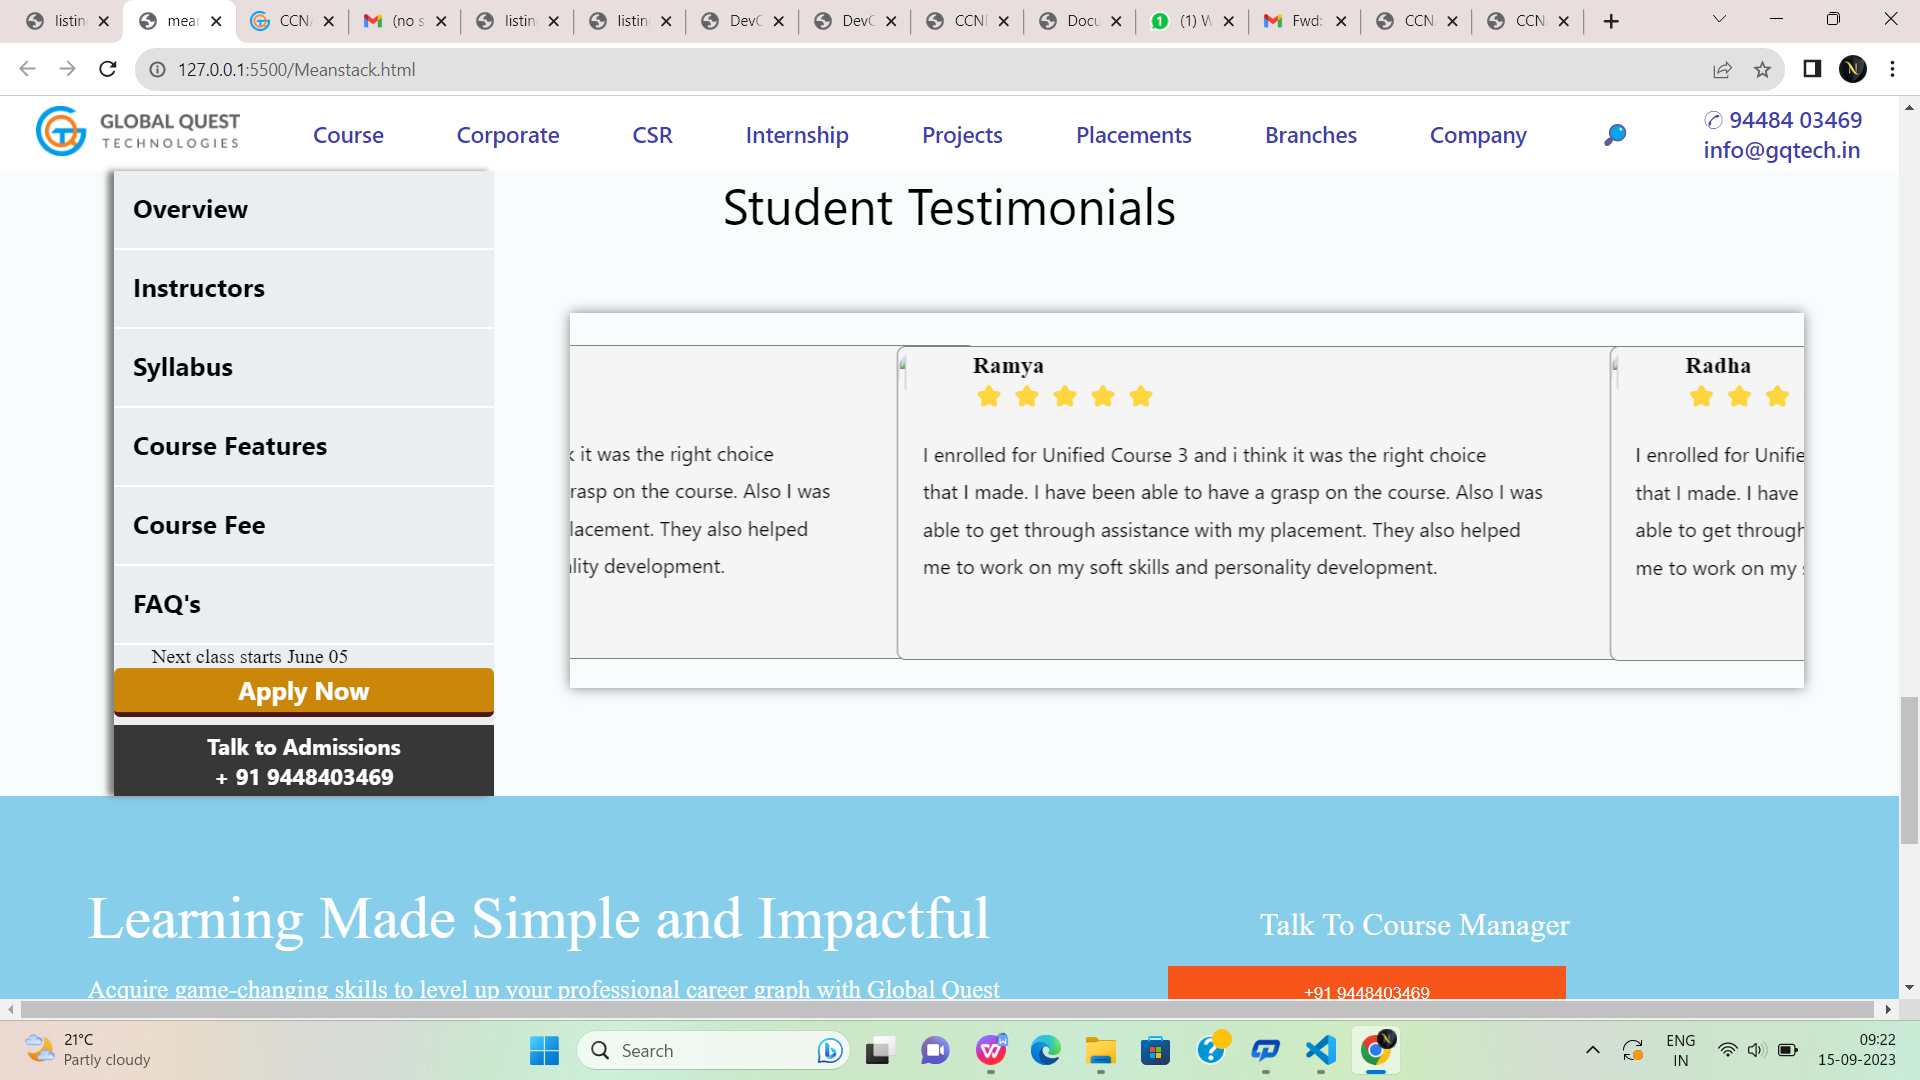 listin
mean
CCNA
(no s
listin
listin
DevO
DevO
CCNP
Docu
(1) W
Fwd:
CCNA
CCNA
127.0.0.1:5500/Meanstack.html
GLOBAL QUEST
TECHNOLOGIES
Course
Corporate
CSR
Internship
Projects
Placements
Branches
Company
94484 03469
info@gqtech.in
Overview
Instructors
Syllabus
Course Features
Course Fee
FAQ's
Next class starts June 05
Apply Now
Talk to Admissions
+ 91 9448403469
Student Testimonials
k it was the right choice
rasp on the course. Also I was
lacement. They also helped
ality development.
Ramya
I enrolled for Unified Course 3 and i think it was the right choice
that I made. I have been able to have a grasp on the course. Also I was
able to get through assistance with my placement. They also helped
me to work on my soft skills and personality development.
Radha
I enrolled for Unifie
that I made. I have
able to get through
me to work on my s
Learning Made Simple and Impactful
Acquire game-changing skills to level up your professional career graph with Global Quest
Talk To Course Manager
+91 9448403469
21°C
Partly cloudy
Search
ENG
IN
09:22
15-09-2023